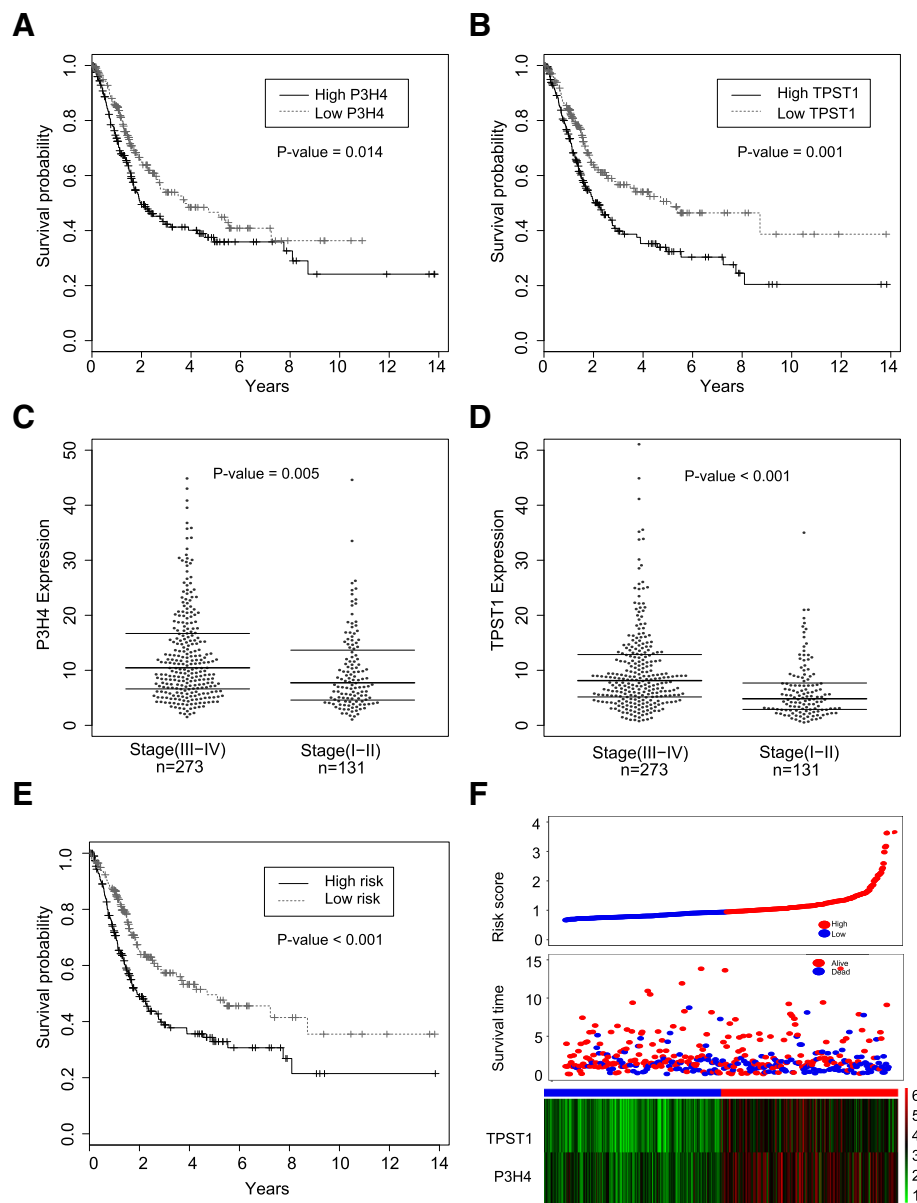 A
Survival probability
1.0
0.8
0.6
0.4
0.2
0.0
High P3H4
Low P3H4
P-value = 0.014
0 2 4 6 8 10 12 14
Years
B
Survival probability
1.0
0.8
0.6
0.4
0.2
0.0
High TPST1
Low TPST1
P-value = 0.001
0 2 4 6 8 10 12 14
Years
C
P3H4 Expression
50
40
30
20
10
0
P-value = 0.005
Stage(III−IV)
n=273
Stage(I−II)
n=131
D
TPST1 Expression
50
40
30
20
10
0
P-value < 0.001
Stage(III−IV)
n=273
Stage(I−II)
n=131
E
Survival probability
1.0
0.8
0.6
0.4
0.2
0.0
High risk
Low risk
P-value < 0.001
0 2 4 6 8 10 12 14
Years
F
Risk score
4
3
2
1
0
High
Low
Survival time
15
10
5
0
Alive
Dead
TPST1
P3H4
6
5
4
3
2
1